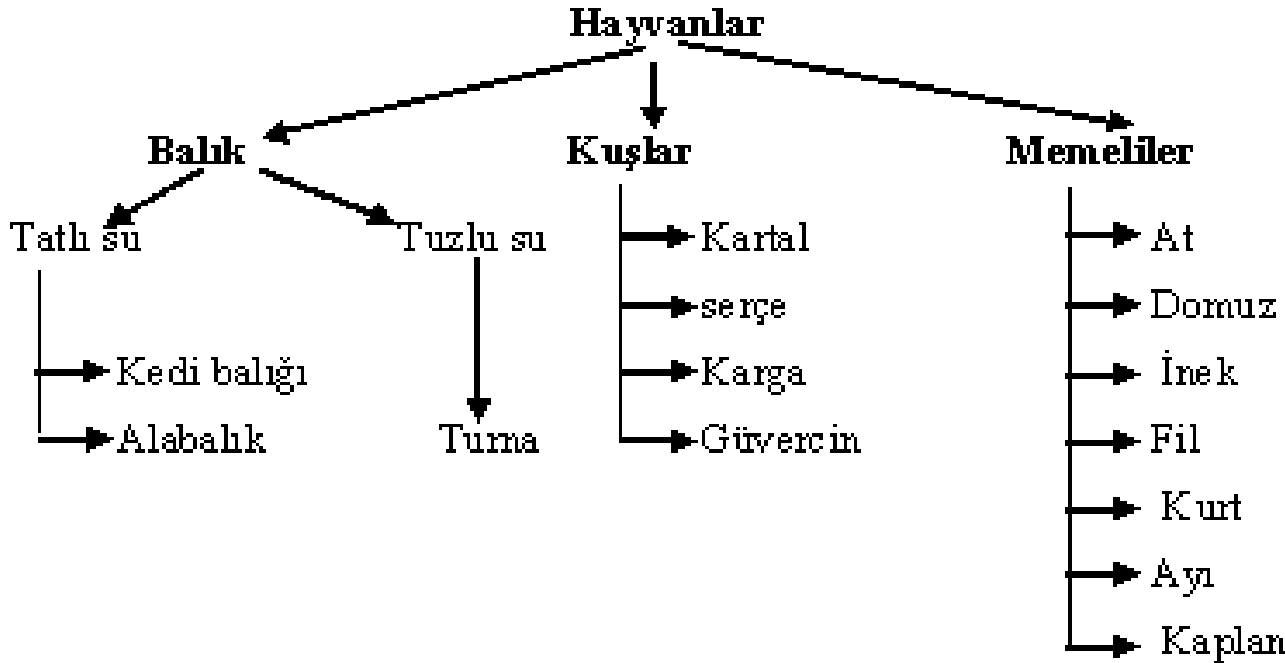 Hayvanlar
Balık Kuşlar Memeliler
Tatlı su Tuzlu su Kartal At
serçe Domuz
Kedi balığı Karga İnek
Alabalık Turna Güvercin Fil
Kurt
Ayı
Kaplan